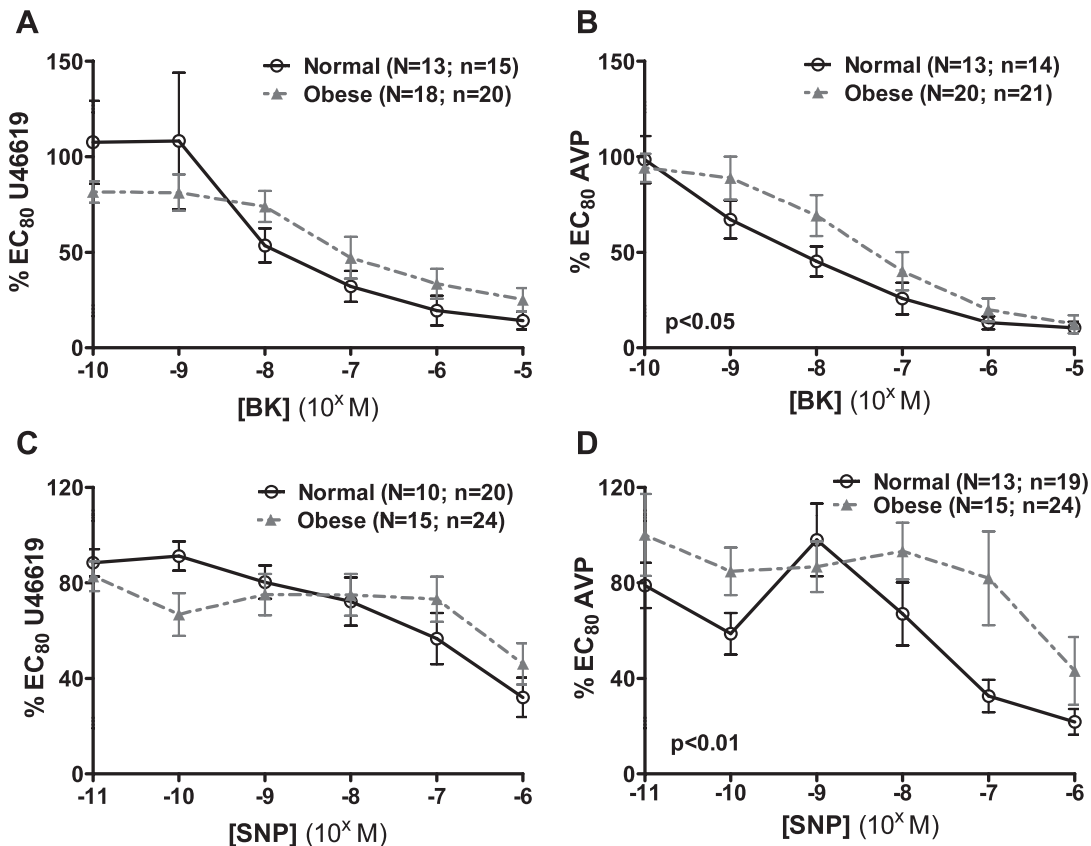 A
% EC80 U46619
150
100
50
0
Normal (N=13; n=15)
Obese (N=18; n=20)
-10 -9 -8 -7 -6 -5
[BK] (10^x M)
B
% EC80 AVP
150
100
50
0
Normal (N=13; n=14)
Obese (N=20; n=21)
p<0.05
-10 -9 -8 -7 -6 -5
[BK] (10^x M)
C
% EC80 U46619
120
80
40
0
Normal (N=10; n=20)
Obese (N=15; n=24)
-11 -10 -9 -8 -7 -6
[SNP] (10^x M)
D
% EC80 AVP
120
80
40
0
Normal (N=13; n=19)
Obese (N=15; n=24)
p<0.01
-11 -10 -9 -8 -7 -6
[SNP] (10^x M)